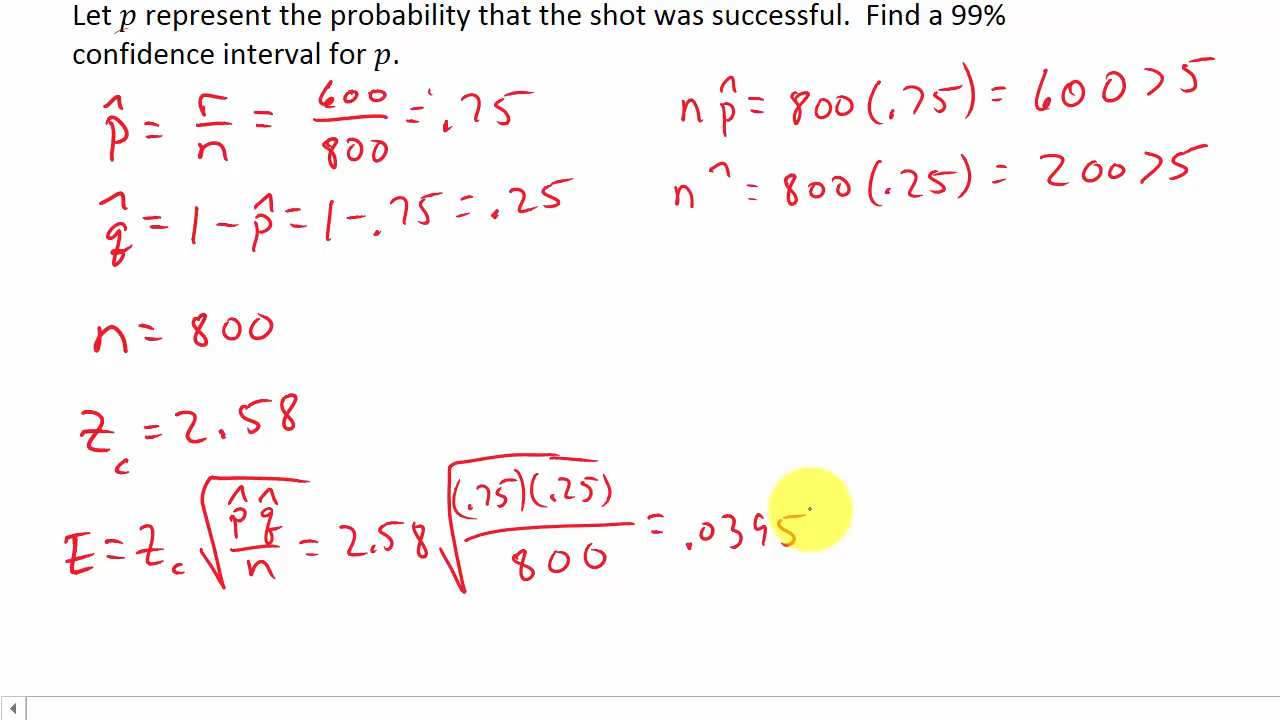 Let p represent the probability that the shot was successful. Find a 99%
confidence interval for p.
p̂ = r/n = 600/800 = .75
n p̂ = 800 (.75) = 600 > 5
q̂ = 1 - p̂ = 1 - .75 = .25
n ^ = 800 (.25) = 200 > 5
n = 800
z_c = 2.58
E = z_c √(p̂ q̂ / n) = 2.58 √((.75)(.25) / 800) = .0395